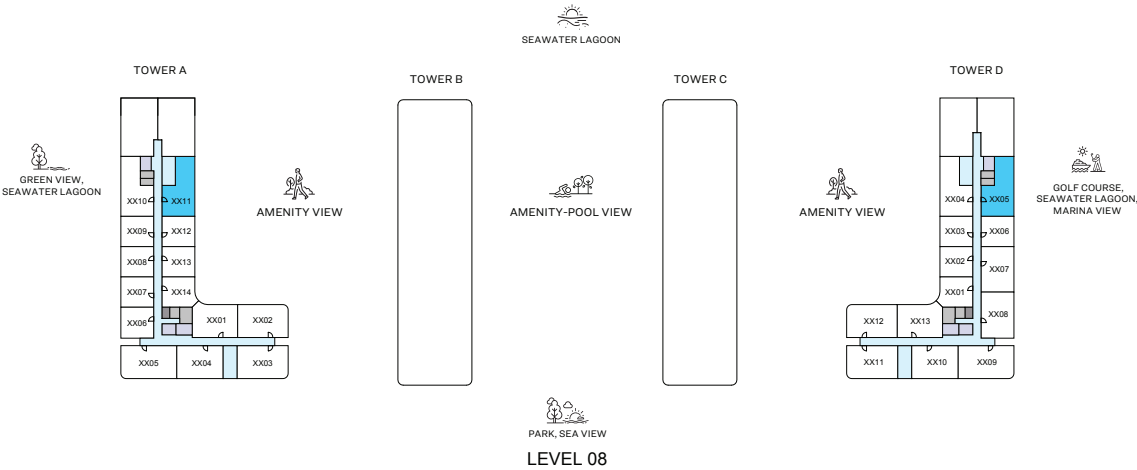 SEAWATER LAGOON
TOWER A
TOWER B
TOWER C
TOWER D
GREEN VIEW,
SEAWATER LAGOON
AMENITY VIEW
AMENITY-POOL VIEW
AMENITY VIEW
GOLF COURSE,
SEAWATER LAGOON,
MARINA VIEW
XX10 XX11
XX09 XX12
XX08 XX13
XX07 XX14
XX06 XX01 XX02
XX05 XX04 XX03
XX04 XX05
XX03 XX06
XX02 XX07
XX01
XX12 XX13 XX08
XX11 XX10 XX09
PARK, SEA VIEW
LEVEL 08